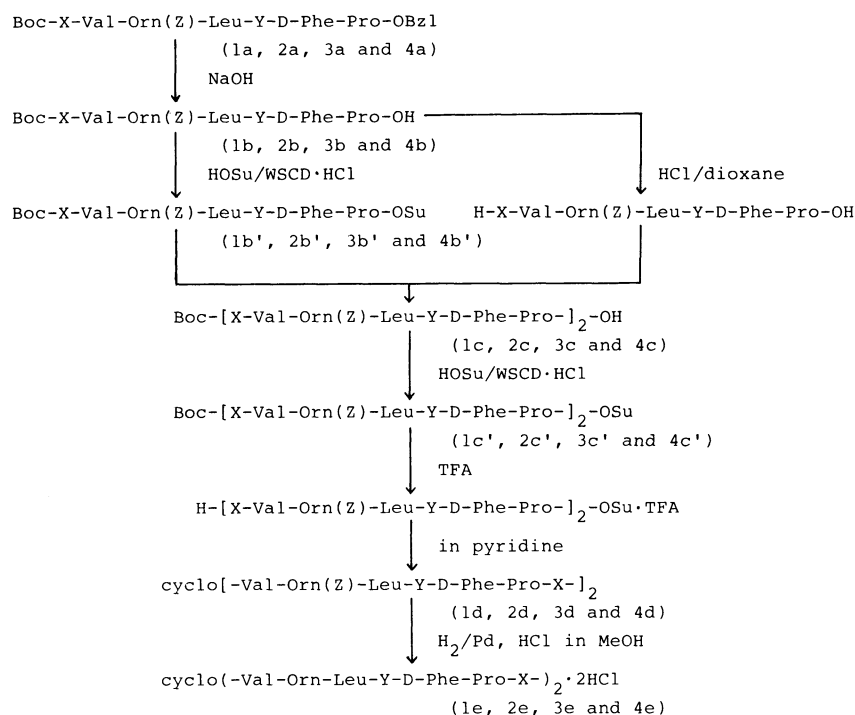 Boc-X-Val-Orn(Z)-Leu-Y-D-Phe-Pro-OBzl
(1a, 2a, 3a and 4a)
NaOH
Boc-X-Val-Orn(Z)-Leu-Y-D-Phe-Pro-OH
(1b, 2b, 3b and 4b)
HOSu/WSCD·HCl
HCl/dioxane
Boc-X-Val-Orn(Z)-Leu-Y-D-Phe-Pro-OSu
H-X-Val-Orn(Z)-Leu-Y-D-Phe-Pro-OH
(1b', 2b', 3b' and 4b')
Boc-[X-Val-Orn(Z)-Leu-Y-D-Phe-Pro-]2-OH
(1c, 2c, 3c and 4c)
HOSu/WSCD·HCl
Boc-[X-Val-Orn(Z)-Leu-Y-D-Phe-Pro-]2-OSu
(1c', 2c', 3c' and 4c')
TFA
H-[X-Val-Orn(Z)-Leu-Y-D-Phe-Pro-]2-OSu·TFA
in pyridine
cyclo[-Val-Orn(Z)-Leu-Y-D-Phe-Pro-X-]2
(1d, 2d, 3d and 4d)
H2/Pd, HCl in MeOH
cyclo(-Val-Orn-Leu-Y-D-Phe-Pro-X-)2·2HCl
(1e, 2e, 3e and 4e)